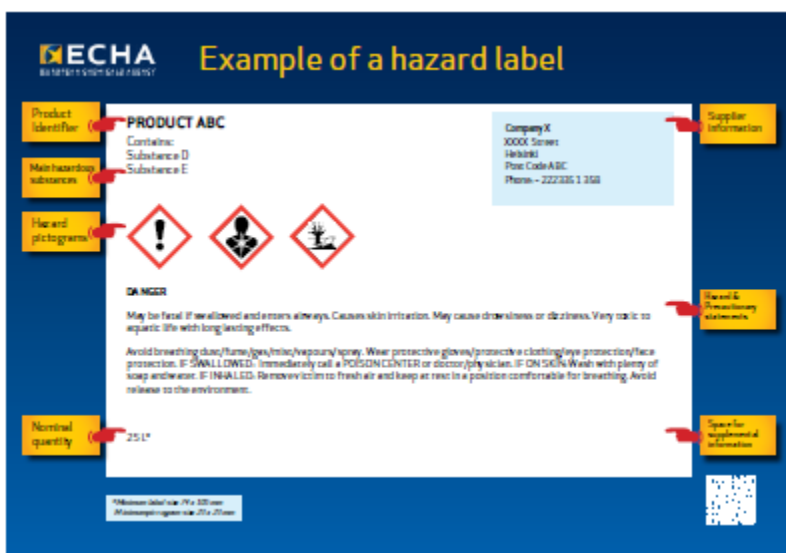 ECHA
Example of a hazard label
Product
Identifier
PRODUCT ABC
Contains:
Substance D
Substance E
Company X
XXXX Street
Helsinki
Post Code ABC
Supplier
Information
Main hazardous
substances
Hazard
pictograms
DANGER
May be fatal if swallowed and enters airways. Causes skin irritation. May cause drowsiness or dizziness. Very toxic to
aquatic life with long lasting effects.
Hazard &
Precautionary
statements
Avoid breathing dust/fume/gas/mist/vapours/spray. Wear protective gloves/protective clothing/eye protection/face
protection. IF SWALLOWED: Immediately call a POISON CENTER or doctor/physician. IF ON SKIN: Wash with plenty of
soap and water. IF INHALED: Remove victim to fresh air and keep at rest in a position comfortable for breathing. Avoid
release to the environment.
Nominal
quantity
Space for
supplemental
information